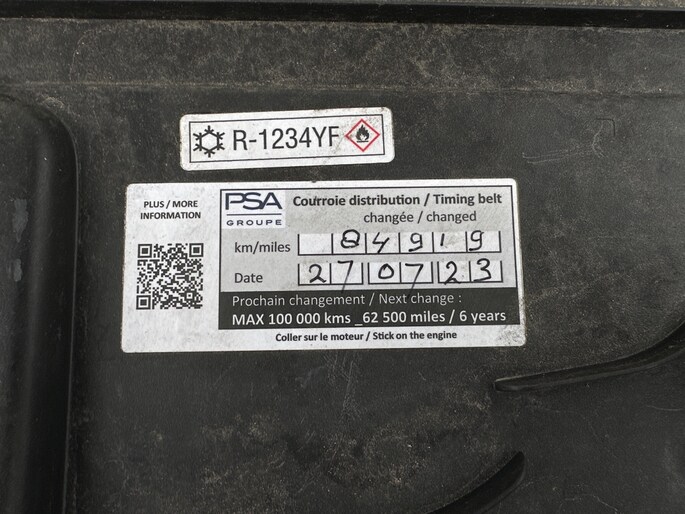 R-1234YF
PLUS / MORE
INFORMATION
PSA
GROUPE
Courroie distribution / Timing belt
changée / changed
km/miles 84919
Date 270723
Prochain changement / Next change :
MAX 100 000 kms _62 500 miles / 6 years
Coller sur le moteur / Stick on the engine